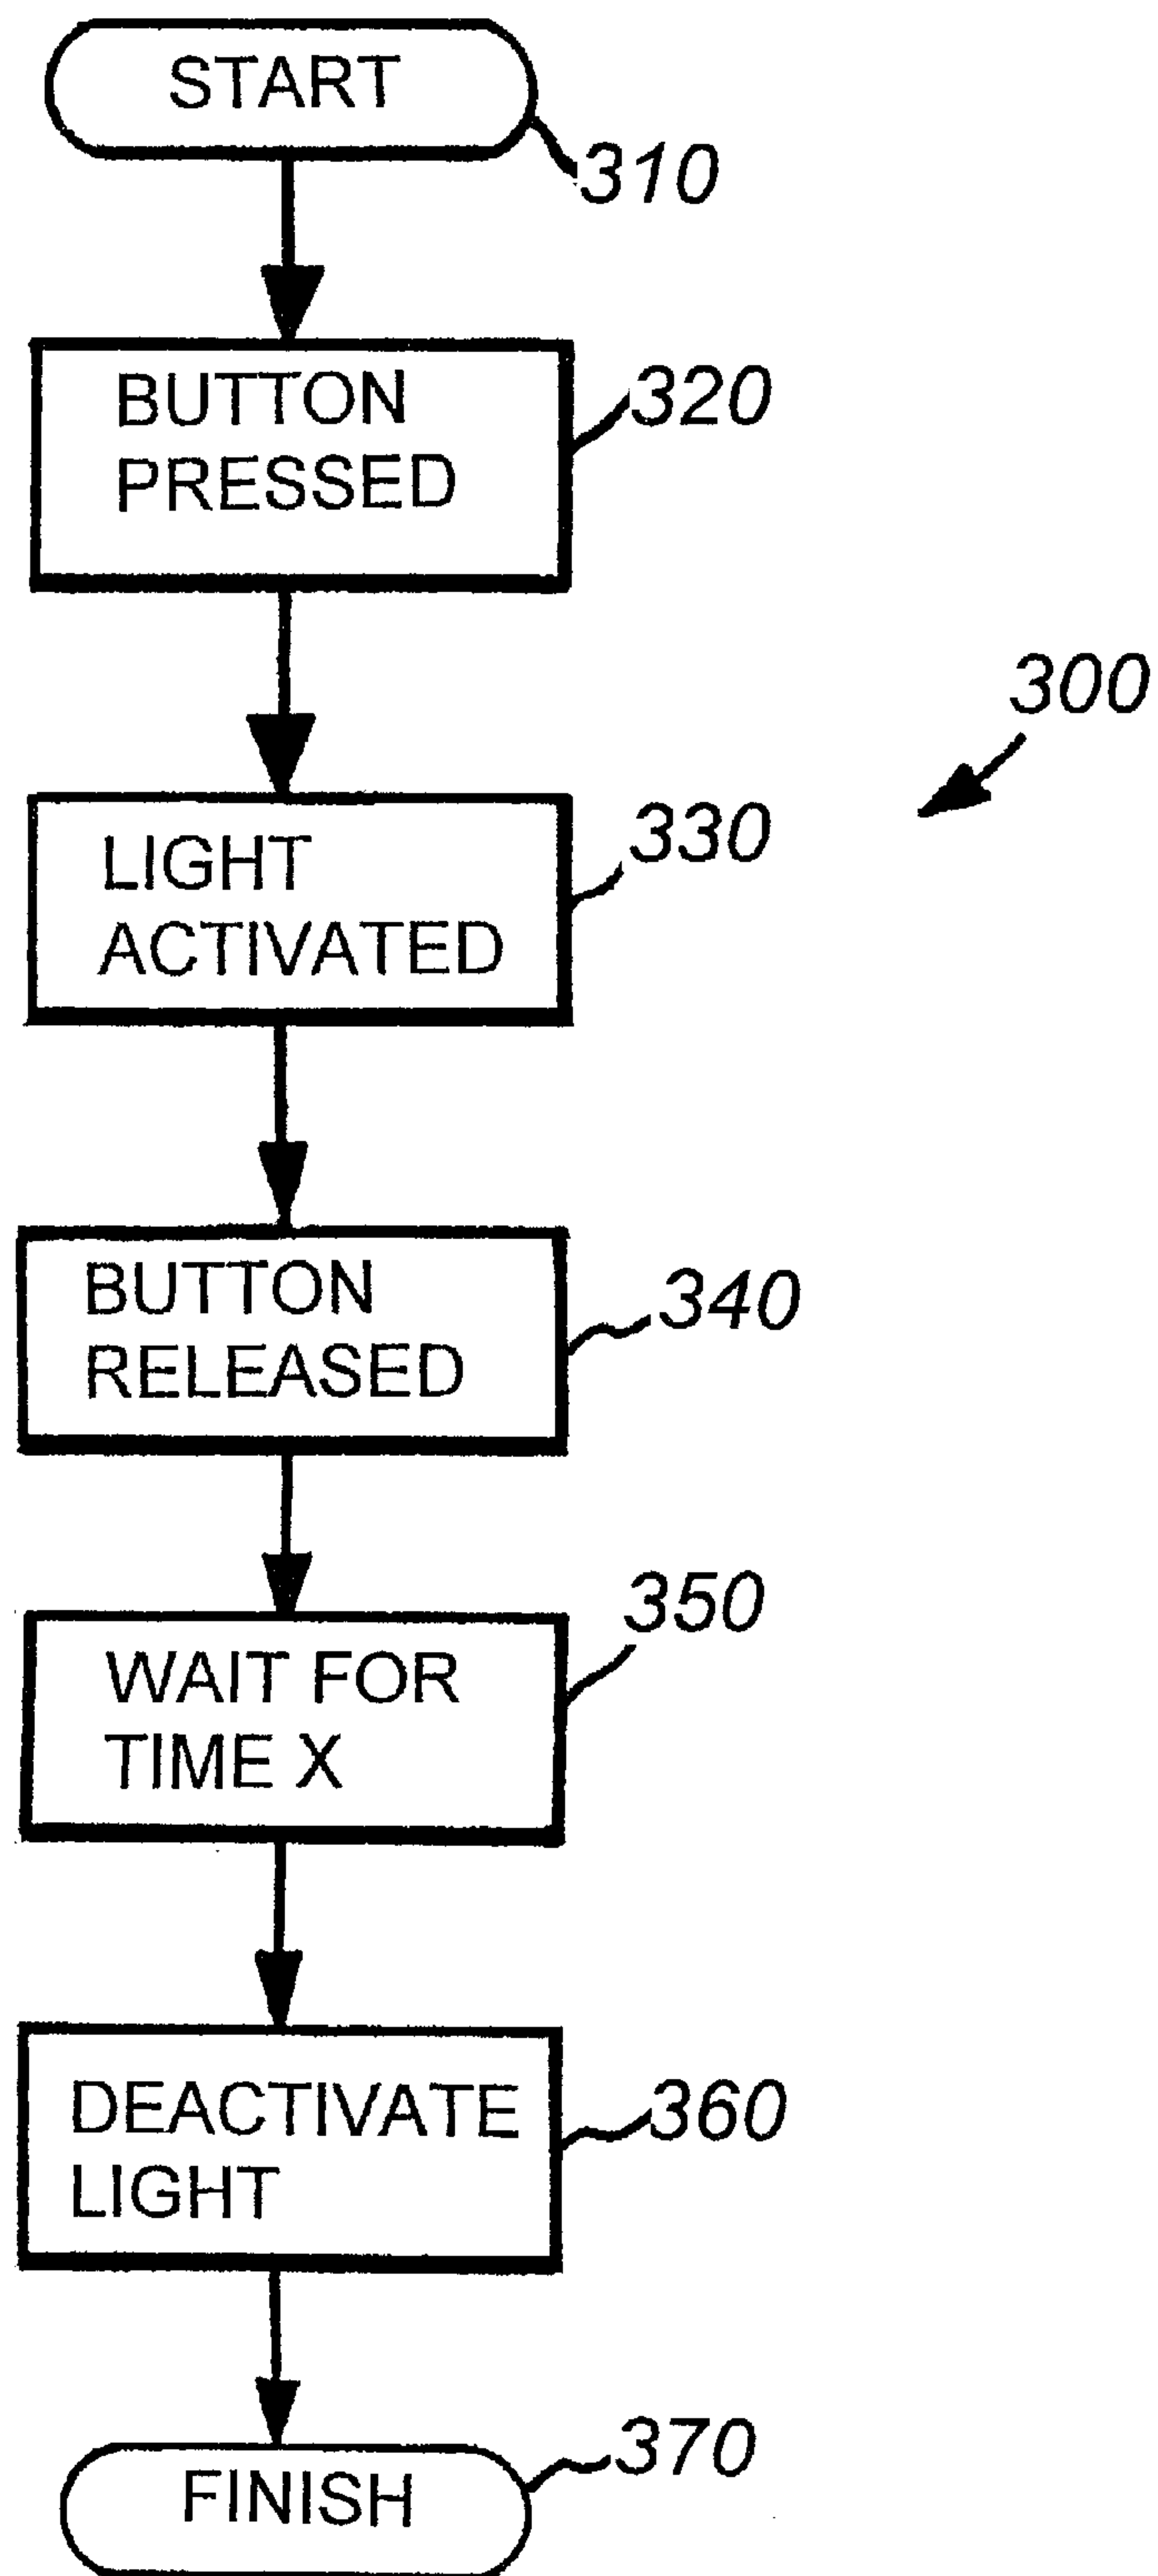 START
310
BUTTON
PRESSED
320
300
LIGHT
ACTIVATED
330
BUTTON
RELEASED
340
WAIT FOR
TIME X
350
DEACTIVATE
LIGHT
360
FINISH
370